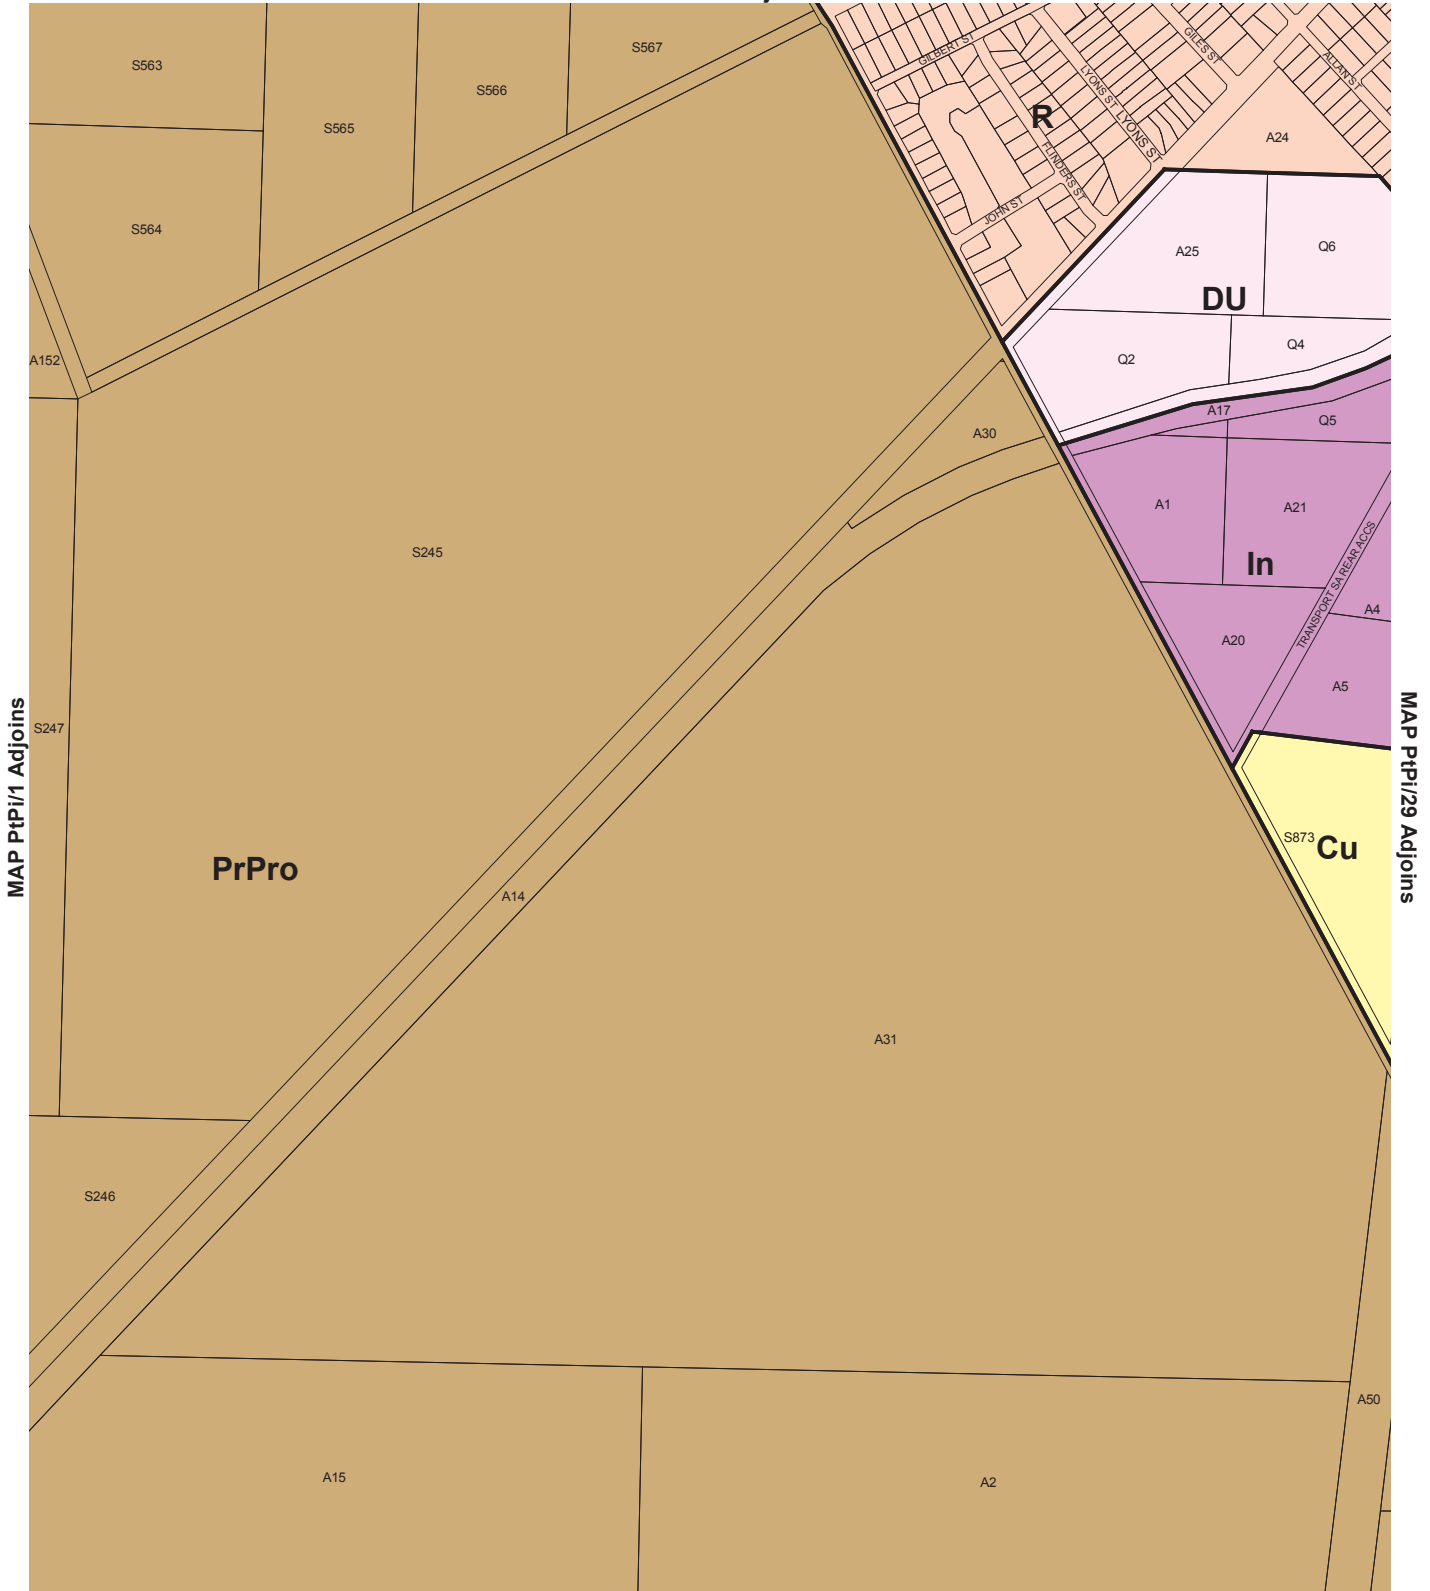 S563
S567
S566
S565
S564
A152
GILBERT ST
GILES ST
ALLAN ST
LYONS ST
LYONS ST
R
FLINDERS ST
JOHN ST
A24
A25
Q6
DU
Q2
Q4
A17
Q5
A30
A1
A21
In
TRANSPORT SA REAR ACCS
A4
A20
A5
S245
S247
MAP PtPi/1 Adjoins
MAP PtPi/29 Adjoins
PrPro
A14
S873
Cu
A31
S246
A50
A15
A2